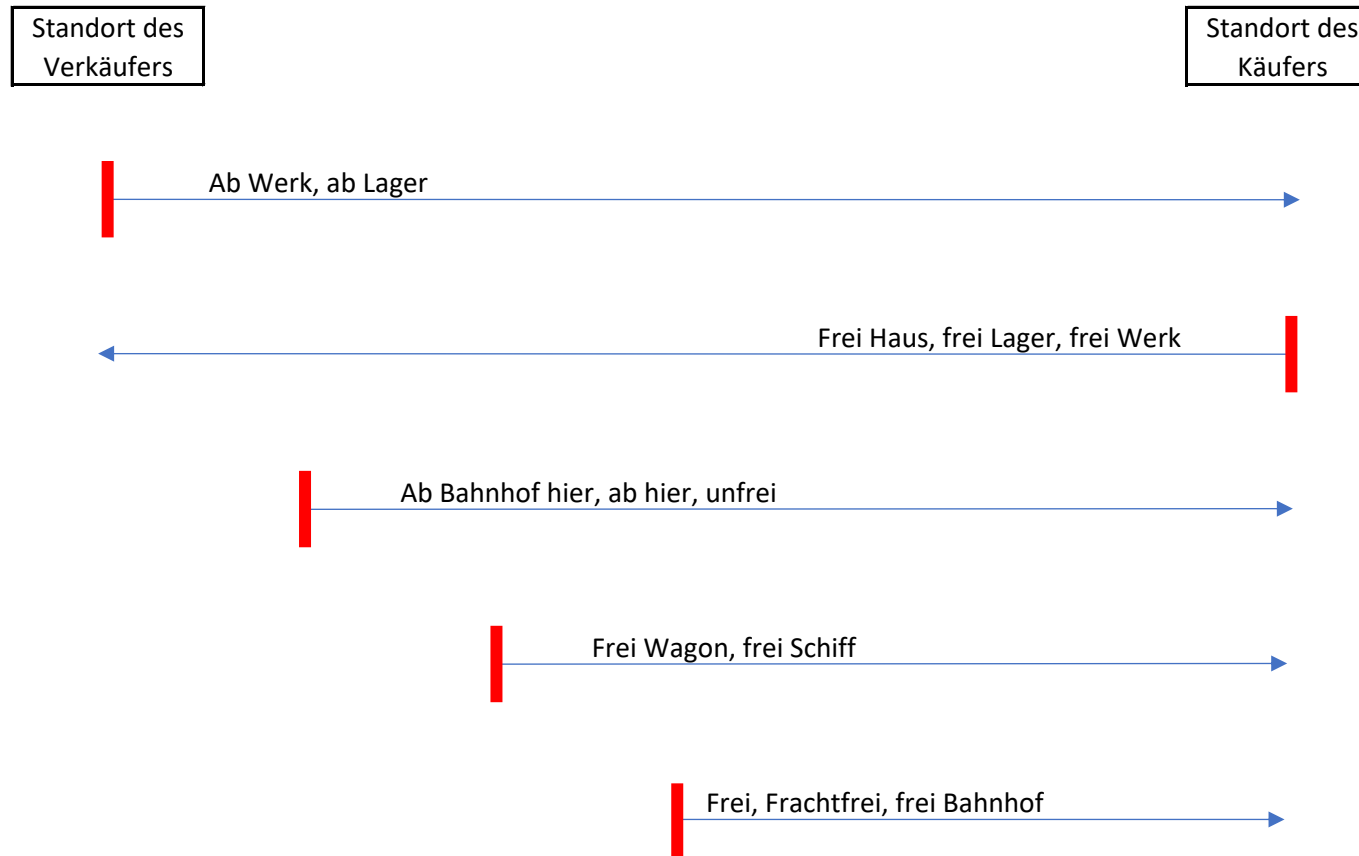 Standort des
Verkäufers
Standort des
Käufers
Ab Werk, ab Lager
Frei Haus, frei Lager, frei Werk
Ab Bahnhof hier, ab hier, unfrei
Frei Wagon, frei Schiff
Frei, Frachtfrei, frei Bahnhof